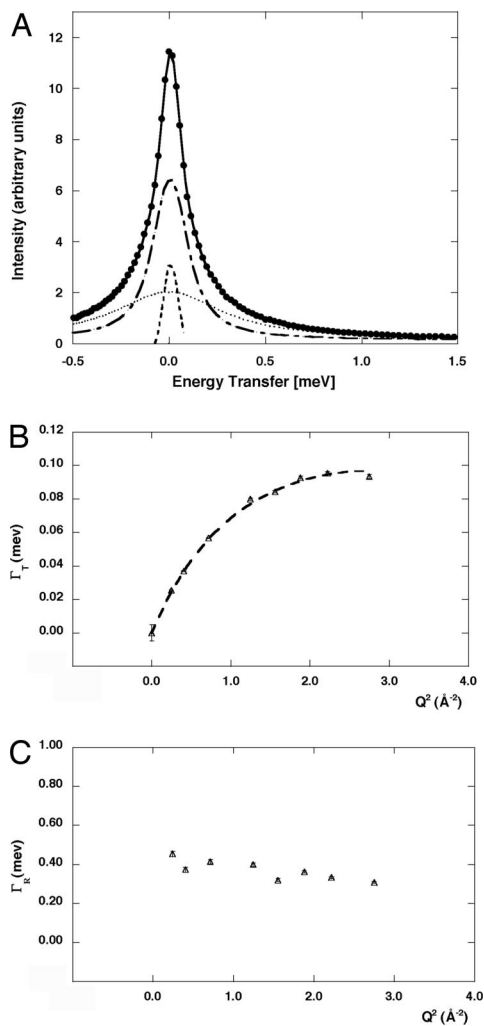 A
12
10
8
6
4
2
0
Intensity (arbitrary units)
-0.5 0.0 0.5 1.0 1.5
Energy Transfer [meV]
B
0.12
0.10
0.08
0.06
0.04
0.02
0.00
Γ_T (mev)
0.0 1.0 2.0 3.0 4.0
Q² (Å⁻²)
C
1.00
0.80
0.60
0.40
0.20
0.00
Γ_R (mev)
0.0 1.0 2.0 3.0 4.0
Q² (Å⁻²)